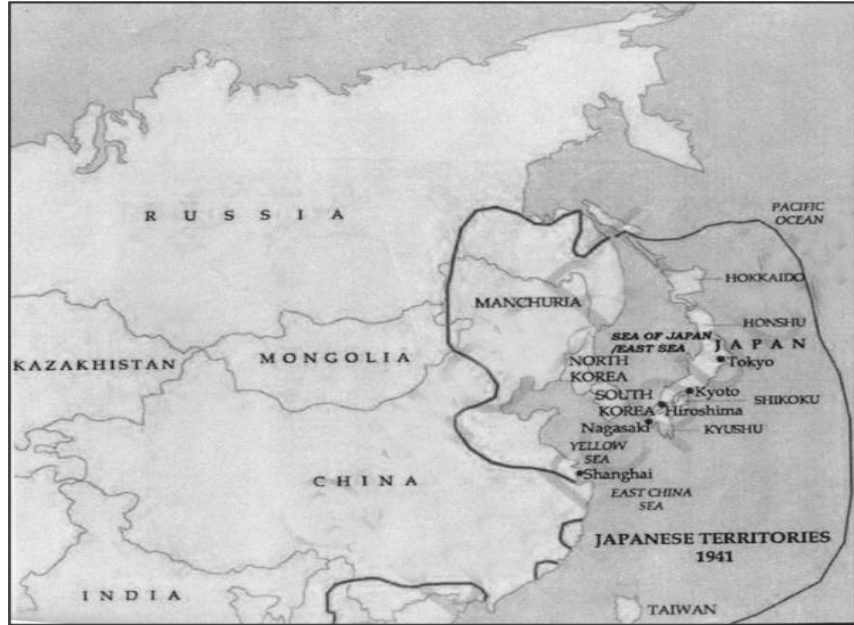 PACIFIC
OCEAN
RUSSIA
HOKKAIDO
MANCHURIA
HONSHU
SEA OF JAPAN
/EAST SEA
JAPAN
KAZAKHISTAN
MONGOLIA
NORTH
KOREA
Tokyo
SOUTH
KOREA
Kyoto
SHIKOKU
Hiroshima
Nagasaki
KYUSHU
YELLOW
SEA
Shanghai
CHINA
EAST CHINA
SEA
JAPANESE TERRITORIES
1941
INDIA
TAIWAN